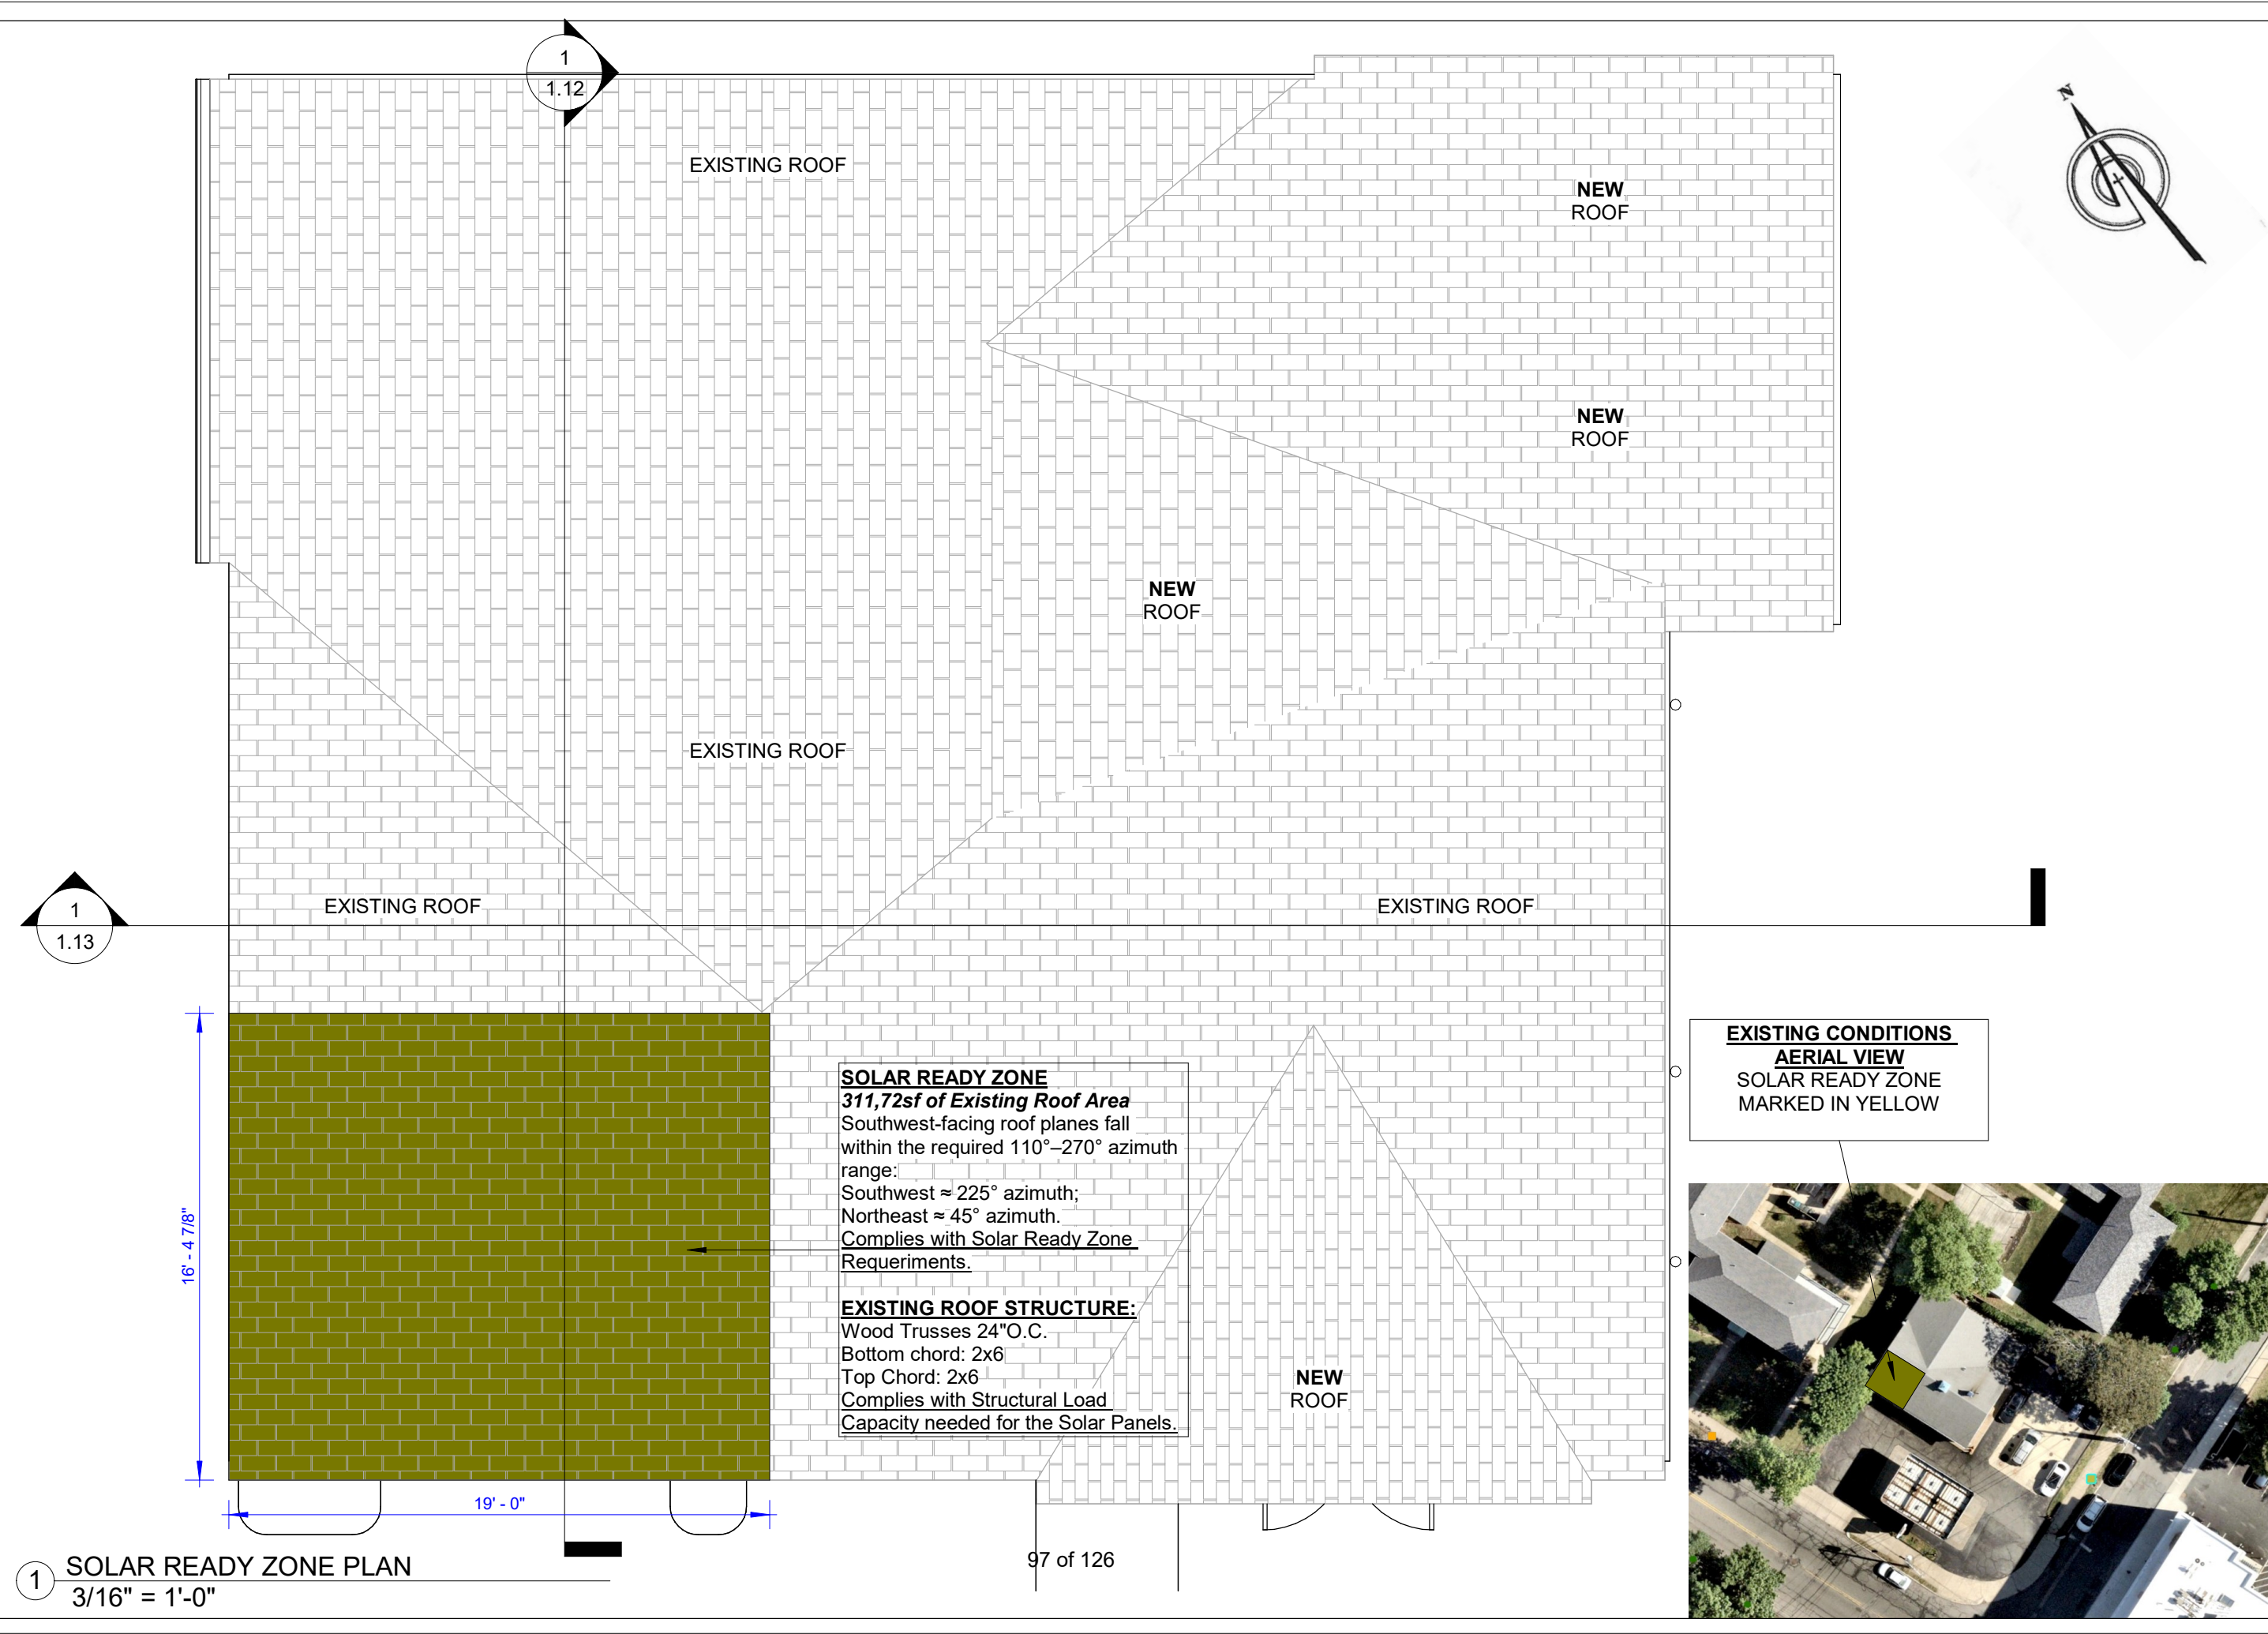 1
1.12
N
EXISTING ROOF
NEW
ROOF
NEW
ROOF
NEW
ROOF
EXISTING ROOF
EXISTING ROOF
EXISTING ROOF
1
1.13
EXISTING CONDITIONS
AERIAL VIEW
SOLAR READY ZONE
MARKED IN YELLOW
SOLAR READY ZONE
311,72sf of Existing Roof Area
Southwest-facing roof planes fall
within the required 110°–270° azimuth
range:
Southwest ≈ 225° azimuth;
Northeast ≈ 45° azimuth.
Complies with Solar Ready Zone
Requeriments.
EXISTING ROOF STRUCTURE:
Wood Trusses 24"O.C.
Bottom chord: 2x6
Top Chord: 2x6
Complies with Structural Load
Capacity needed for the Solar Panels.
16' - 4 7/8"
NEW
ROOF
19' - 0"
97 of 126
1
SOLAR READY ZONE PLAN
3/16" = 1'-0"